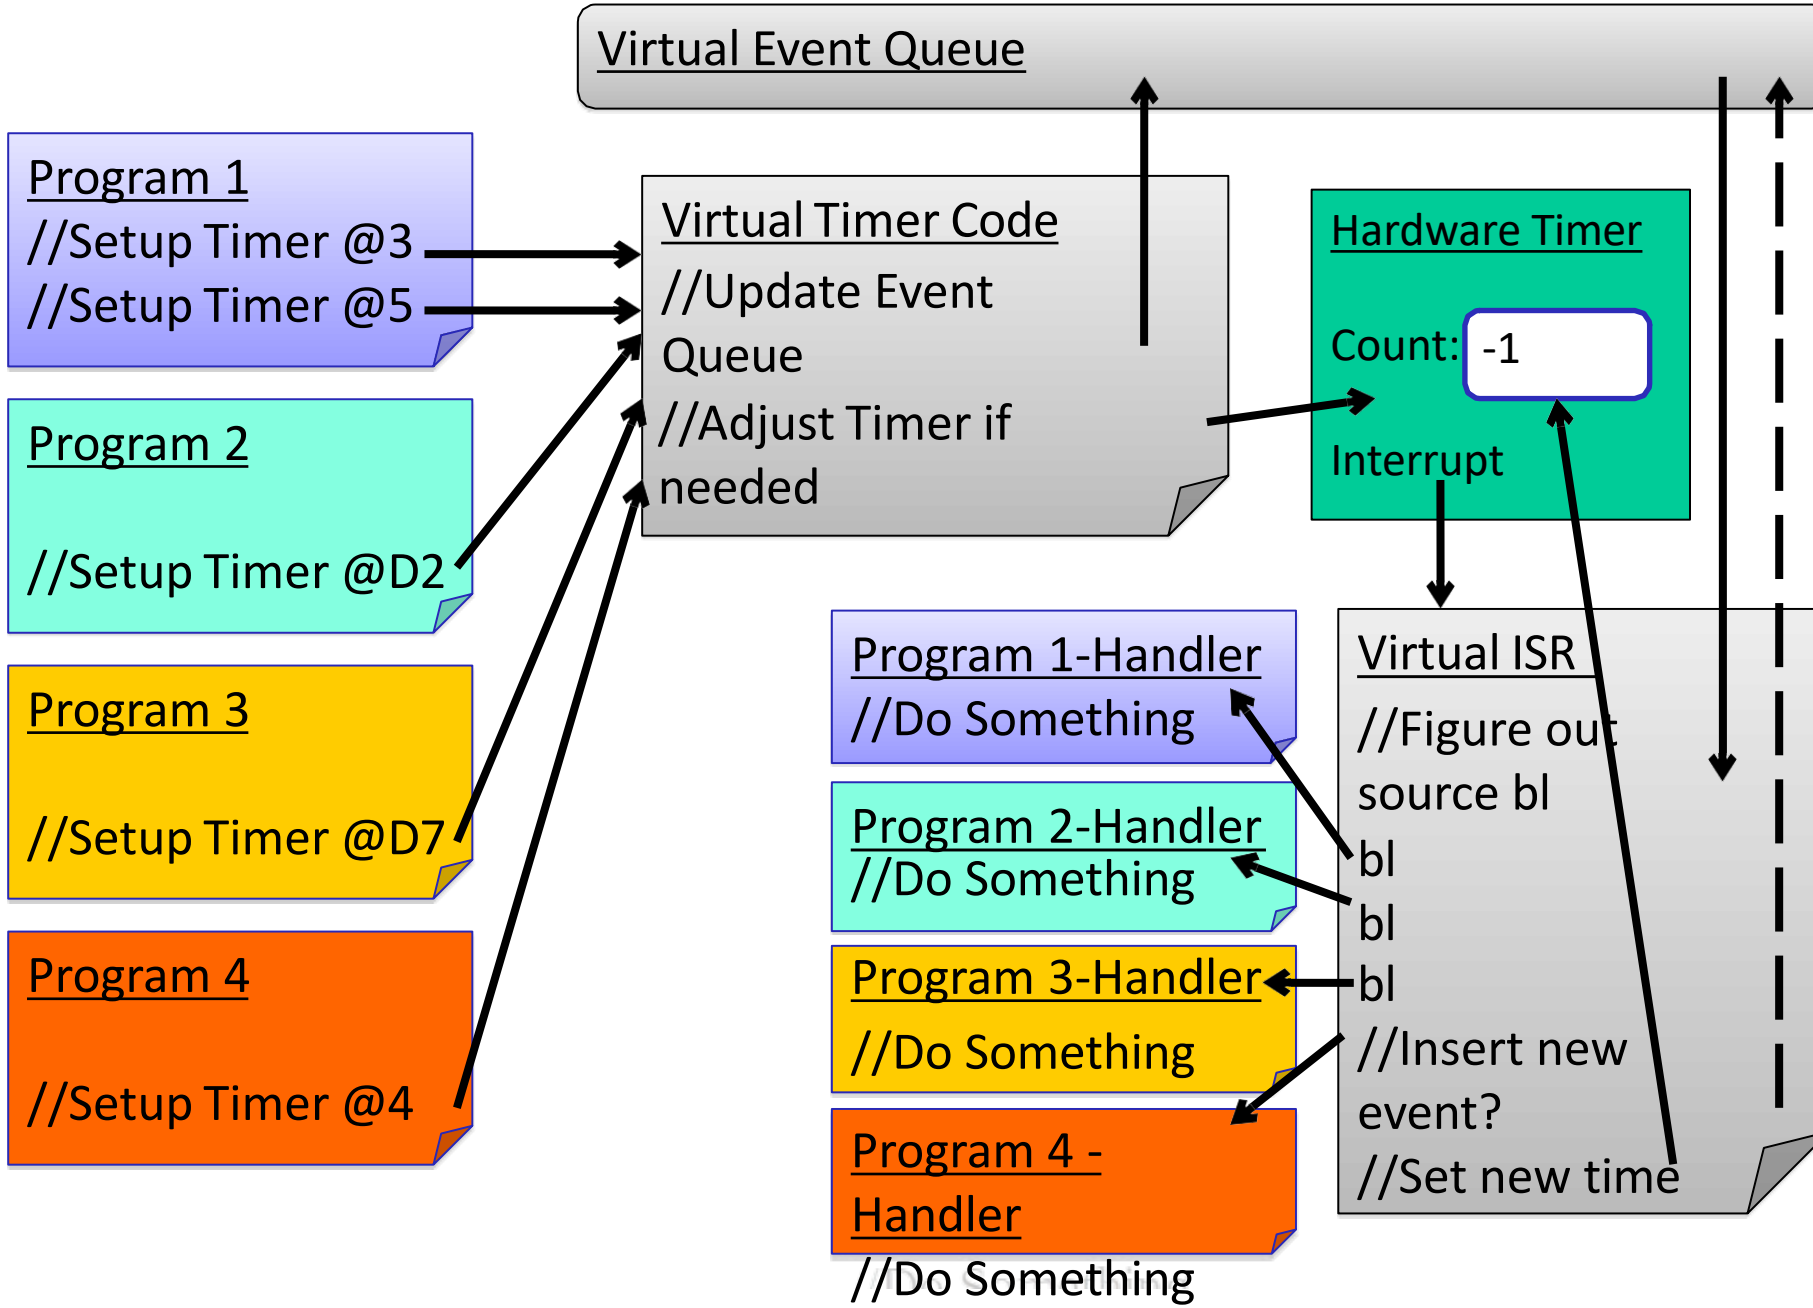 Virtual Event Queue
Program 1
//Setup Timer @3
//Setup Timer @5
Program 2
//Setup Timer @D2
Program 3
//Setup Timer @D7
Program 4
//Setup Timer @4
Virtual Timer Code
//Update Event
Queue
//Adjust Timer if
needed
Hardware Timer
Count: -1
Interrupt
Program 1-Handler
//Do Something
Program 2-Handler
//Do Something
Program 3-Handler
//Do Something
Program 4 -
Handler
//Do Something
Virtual ISR
//Figure out
source bl
bl
bl
bl
//Insert new
event?
//Set new time